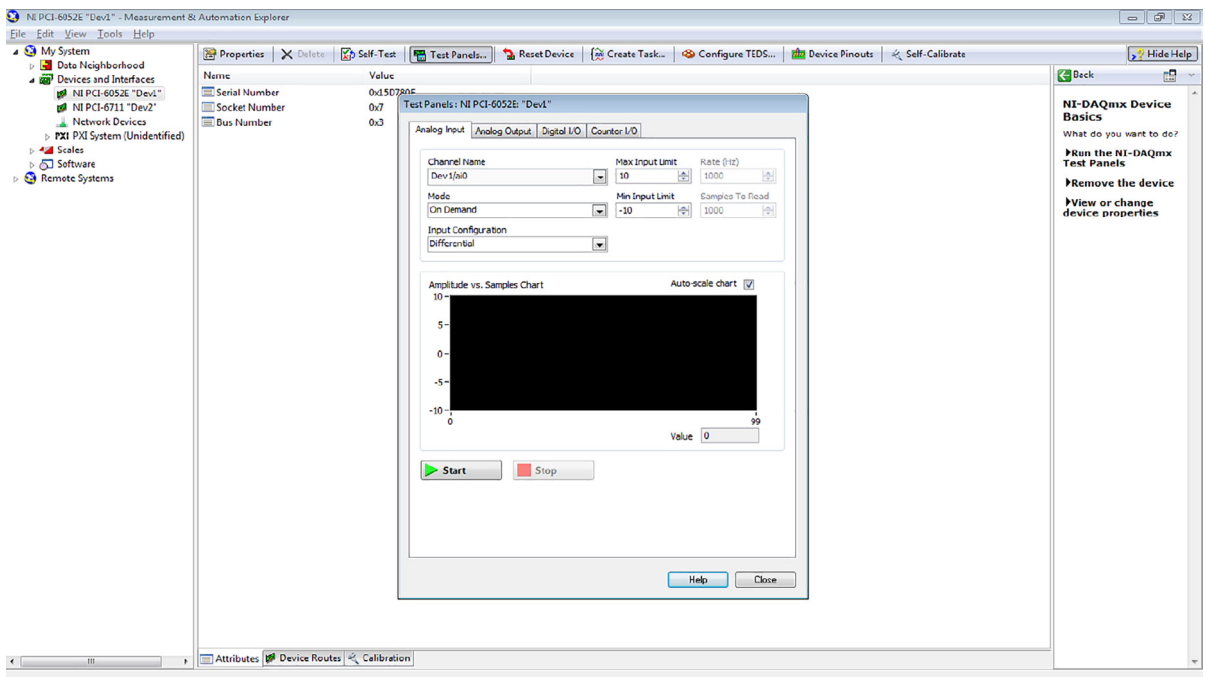 NI PCI-6052E "Dev1" - Measurement & Automation Explorer
File Edit View Tools Help
My System
Data Neighborhood
Devices and Interfaces
NI PCI-6052E "Dev1"
NI PCI-6711 "Dev2"
Network Devices
PXI PXI System (Unidentified)
Scales
Software
Remote Systems
Properties Delete Self-Test Test Panels... Reset Device Create Task... Configure TEDS... Device Pinouts Self-Calibrate Hide Help
Name Value
Serial Number 0x15D780F
Socket Number 0x7
Bus Number 0x3
Test Panels : NI PCI-6052E: "Dev1"
Analog Input Analog Output Digital I/O Counter I/O
Channel Name Max Input Limit Rate (Hz)
Dev1/ai0 10 1000
Mode Min Input Limit Samples To Read
On Demand -10 1000
Input Configuration
Differential
Amplitude vs. Samples Chart Auto-scale chart
10
5
0
-5
-10
0 99
Value 0
Start Stop
Help Close
Back
NI-DAQmx Device
Basics
What do you want to do?
Run the NI-DAQmx
Test Panels
Remove the device
View or change
device properties
Attributes Device Routes Calibration